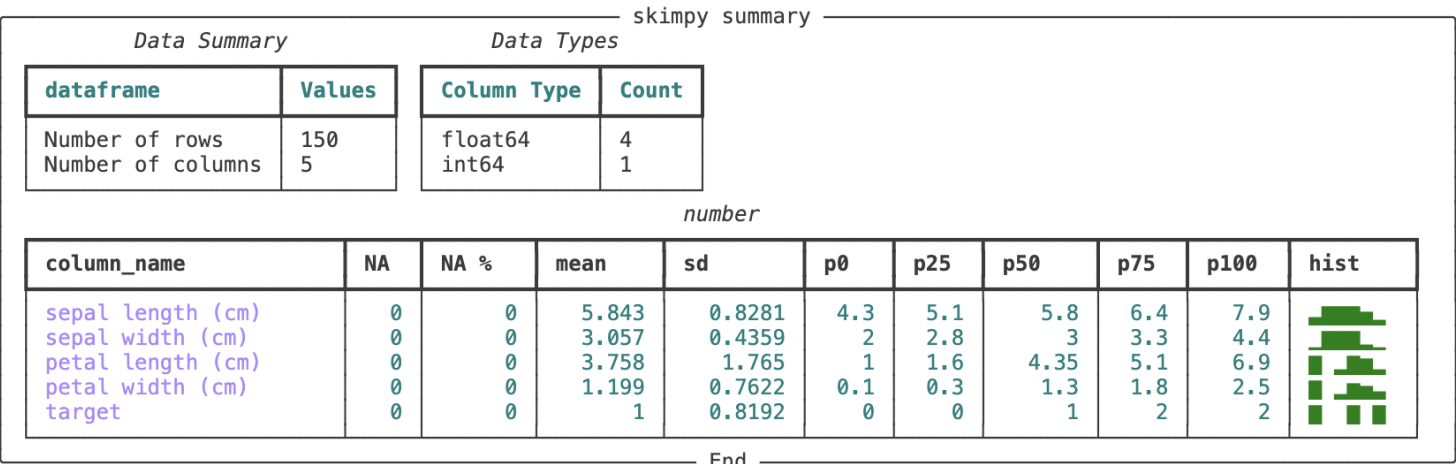 skimpy summary
Data Summary Data Types
dataframe Values Column Type Count
Number of rows 150 float64 4
Number of columns 5 int64 1
number
column_name NA NA % mean sd p0 p25 p50 p75 p100 hist
sepal length (cm) 0 0 5.843 0.8281 4.3 5.1 5.8 6.4 7.9
sepal width (cm) 0 0 3.057 0.4359 2 2.8 3 3.3 4.4
petal length (cm) 0 0 3.758 1.765 1 1.6 4.35 5.1 6.9
petal width (cm) 0 0 1.199 0.7622 0.1 0.3 1.3 1.8 2.5
target 0 0 1 0.8192 0 0 1 2 2
End